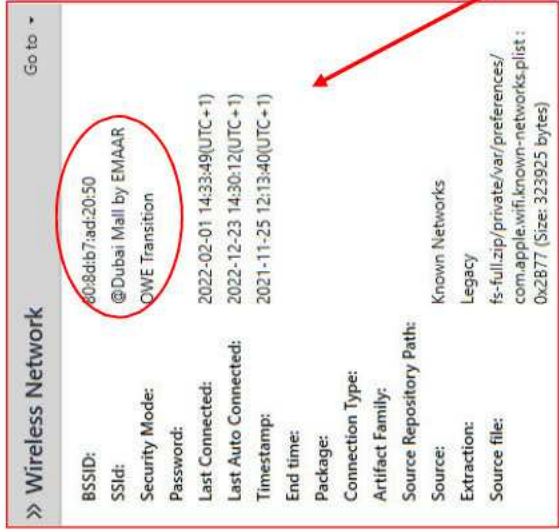 >> Wireless Network Go to
BSSID: 80:8d:b7:ad:20:50
SSId: @Dubai Mall by EMAAR
Security Mode: OWE Transition
Password:
Last Connected: 2022-02-01 14:33:49(UTC+1)
Last Auto Connected: 2022-12-23 14:30:12(UTC+1)
Timestamp: 2021-11-25 12:13:40(UTC+1)
End time:
Package:
Connection Type:
Artifact Family:
Source Repository Path:
Source: Known Networks
Extraction: Legacy
Source file: fs-full.zip/private/var/preferences/
com.apple.wifi.known-networks.plist :
0x2B77 (Size: 323925 bytes)